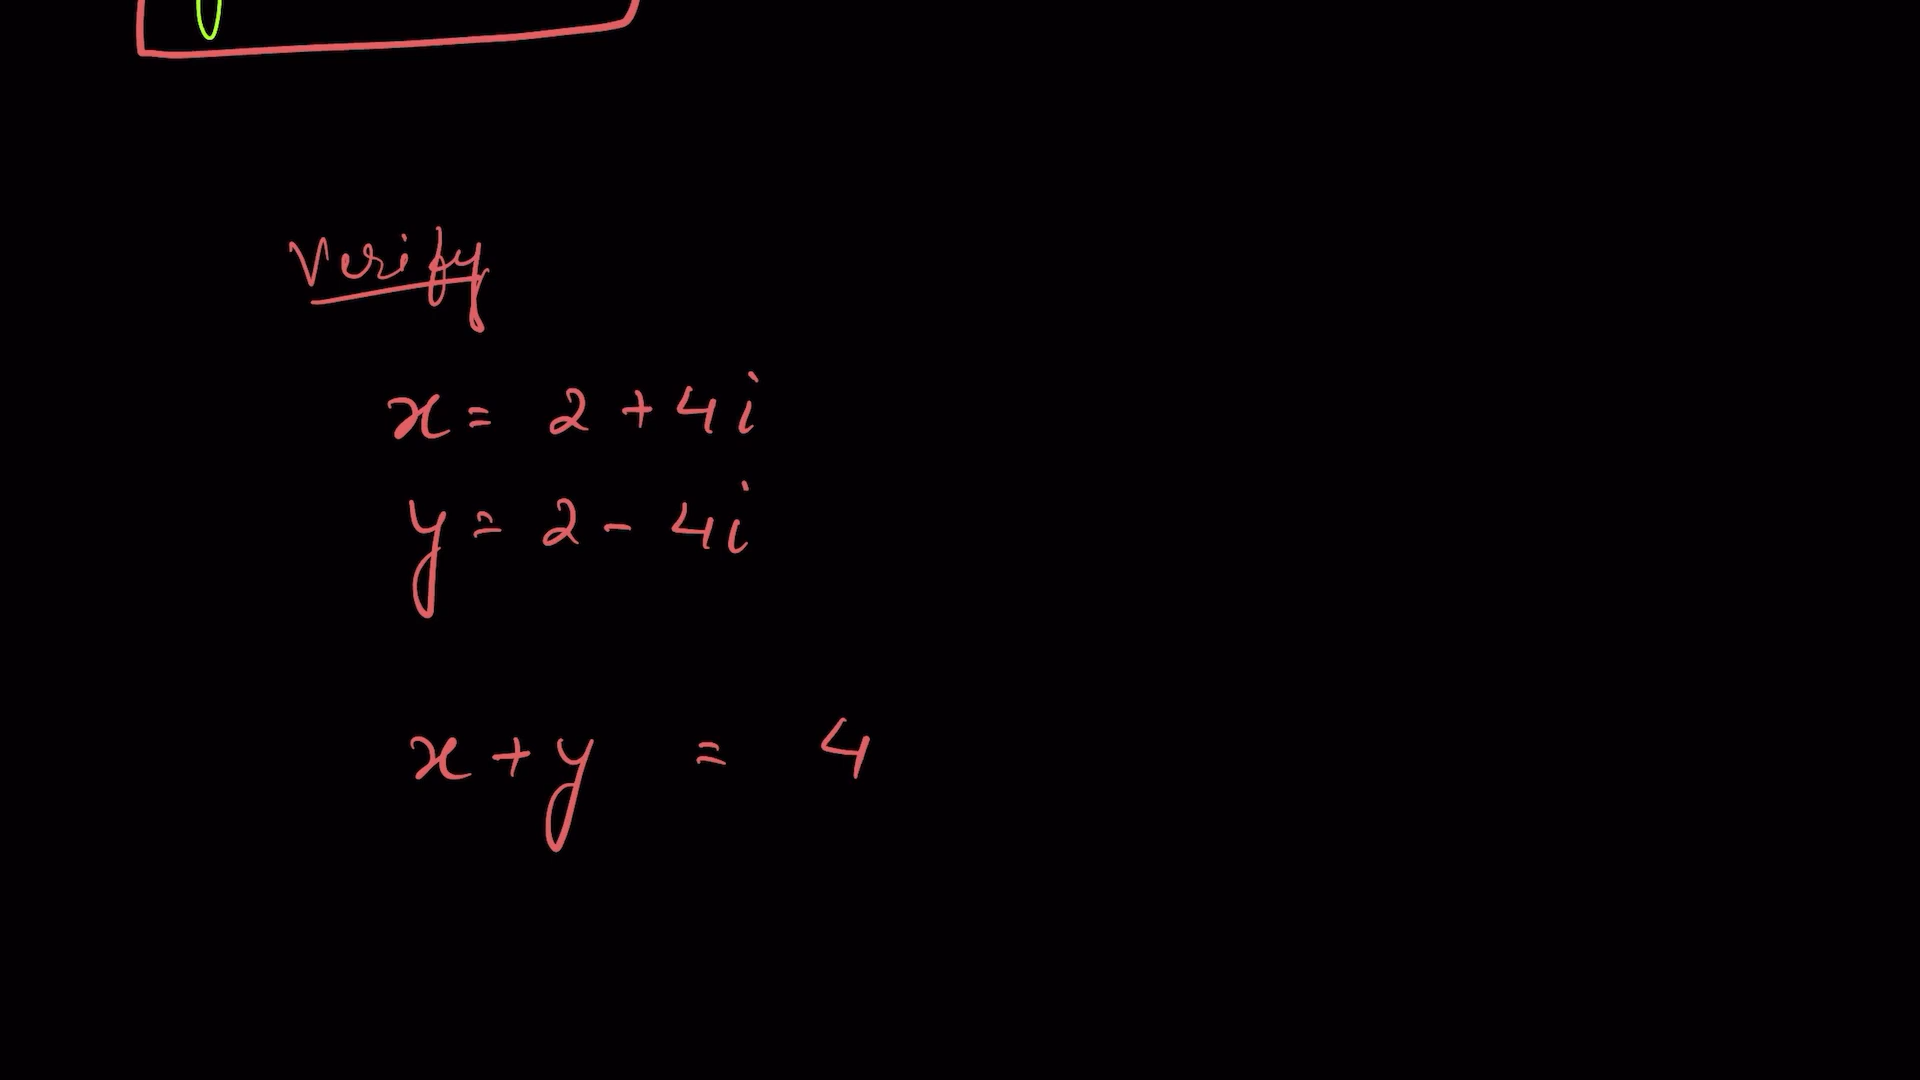 Verify
x = 2 + 4i
y = 2 - 4i
x + y = 4